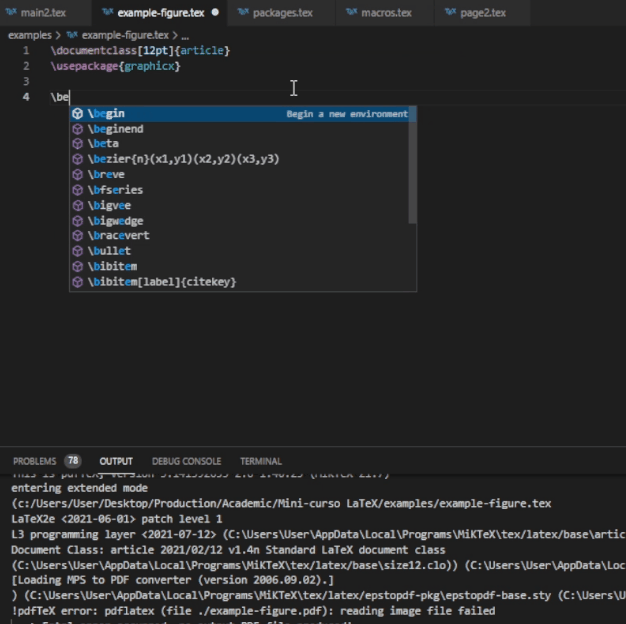 main2.tex example-figure.tex packages.tex macros.tex page2.tex
examples > example-figure.tex > ...
1 \documentclass[12pt]{article}
2 \usepackage{graphicx}
3
4 \be
\begin Begin a new environment
\beginend
\beta
\bezier{n}(x1,y1)(x2,y2)(x3,y3)
\breve
\bfseries
\bigvee
\bigwedge
\bracevert
\bullet
\bibitem
\bibitem[label]{citekey}
PROBLEMS 78 OUTPUT DEBUG CONSOLE TERMINAL
entering extended mode
(c:/Users/User/Desktop/Production/Academic/Mini-curso LaTeX/examples/example-figure.tex
LaTeX2e <2021-06-01> patch level 1
L3 programming layer <2021-07-12> (C:\Users\User\AppData\Local\Programs\MiKTeX\tex/latex/base\artic
Document Class: article 2021/02/12 v1.4n Standard LaTeX document class
(C:\Users\User\AppData\Local\Programs\MiKTeX\tex/latex/base\size12.clo)) (C:\Users\User\AppData\Loc
[Loading MPS to PDF converter (version 2006.09.02).]
) (C:\Users\User\AppData\Local\Programs\MiKTeX\tex/latex/epstopdf-pkg\epstopdf-base.sty (C:\Users\U
!pdfTeX error: pdflatex (file ./example-figure.pdf): reading image file failed